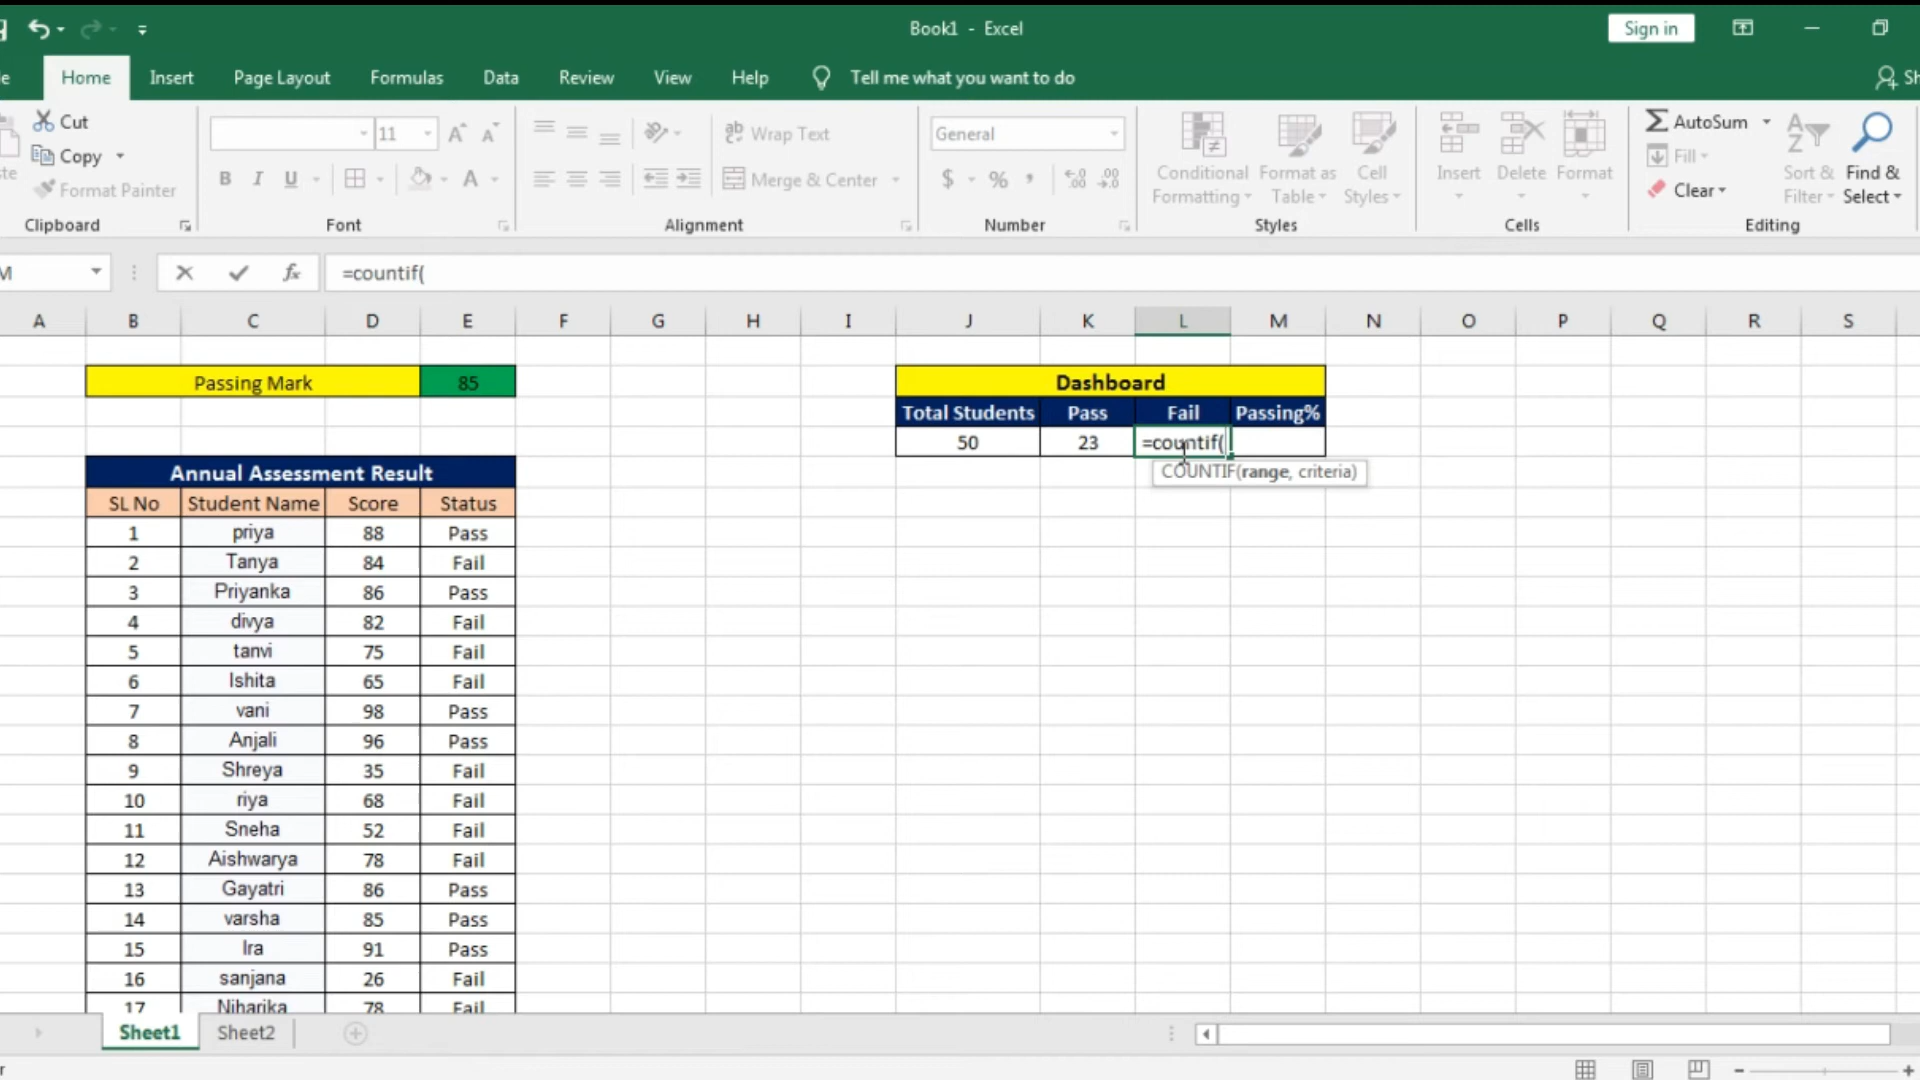 Book1 - Excel
Sign in
Home Insert Page Layout Formulas Data Review View Help Tell me what you want to do
Cut
Copy
Format Painter
Clipboard
11
B I U A
Font
Wrap Text
Merge & Center
Alignment
General
$ % ,
Number
Conditional Formatting
Format as Table
Cell Styles
Styles
Insert Delete Format
Cells
AutoSum
Fill
Clear
Sort & Filter
Find & Select
Editing
M fx =countif(
A B C D E F G H I J K L M N O P Q R S
Passing Mark 85
Dashboard
Total Students Pass Fail Passing%
50 23 =countif(
COUNTIF(range, criteria)
Annual Assessment Result
SL No Student Name Score Status
1 priya 88 Pass
2 Tanya 84 Fail
3 Priyanka 86 Pass
4 divya 82 Fail
5 tanvi 75 Fail
6 Ishita 65 Fail
7 vani 98 Pass
8 Anjali 96 Pass
9 Shreya 35 Fail
10 riya 68 Fail
11 Sneha 52 Fail
12 Aishwarya 78 Fail
13 Gayatri 86 Pass
14 varsha 85 Pass
15 Ira 91 Pass
16 sanjana 26 Fail
17 Niharika 78 Fail
Sheet1 Sheet2